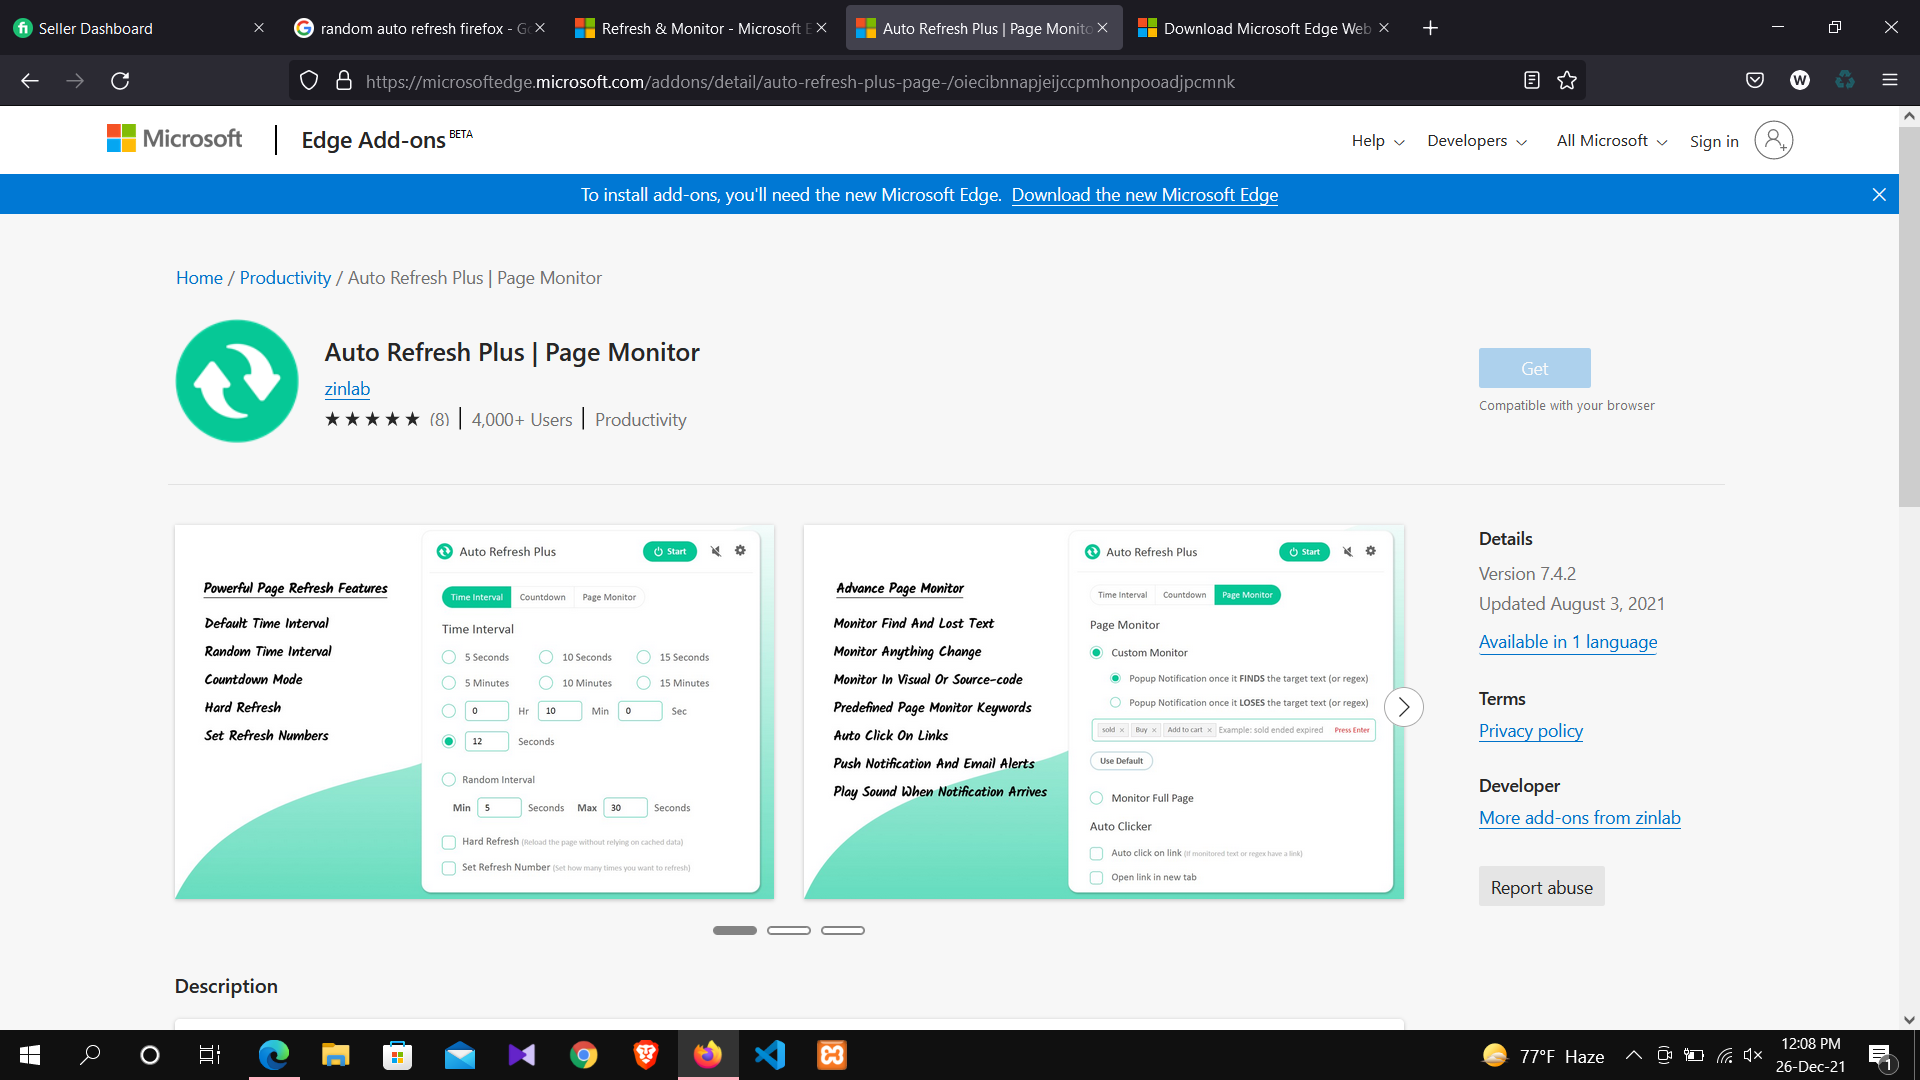 Seller Dashboard
random auto refresh firefox - Go
Refresh & Monitor - Microsoft E
Auto Refresh Plus | Page Monito
Download Microsoft Edge Web
https://microsoftedge.microsoft.com/addons/detail/auto-refresh-plus-page-/oiecibnnapjeijccpmhonpooadjpcmnk
Microsoft
Edge Add-ons BETA
Help
Developers
All Microsoft
Sign in
To install add-ons, you'll need the new Microsoft Edge. Download the new Microsoft Edge
Home / Productivity / Auto Refresh Plus | Page Monitor
Auto Refresh Plus | Page Monitor
zinlab
(8) | 4,000+ Users | Productivity
Get
Compatible with your browser
Powerful Page Refresh Features
Default Time Interval
Random Time Interval
Countdown Mode
Hard Refresh
Set Refresh Numbers
Auto Refresh Plus
Start
Time Interval Countdown Page Monitor
Time Interval
5 Seconds 10 Seconds 15 Seconds
5 Minutes 10 Minutes 15 Minutes
0 Hr 10 Min 0 Sec
12 Seconds
Random Interval
Min 5 Seconds Max 30 Seconds
Hard Refresh (Reload the page without relying on cached data)
Set Refresh Number (Set how many times you want to refresh)
Advance Page Monitor
Monitor Find And Lost Text
Monitor Anything Change
Monitor In Visual Or Source-code
Predefined Page Monitor Keywords
Auto Click On Links
Push Notification And Email Alerts
Play Sound When Notification Arrives
Auto Refresh Plus
Start
Time Interval Countdown Page Monitor
Page Monitor
Custom Monitor
Popup Notification once it FINDS the target text (or regex)
Popup Notification once it LOSES the target text (or regex)
sold × Buy × Add to cart × Example: sold ended expired Press Enter
Use Default
Monitor Full Page
Auto Clicker
Auto click on link (if monitored text or regex have a link)
Open link in new tab
Details
Version 7.4.2
Updated August 3, 2021
Available in 1 language
Terms
Privacy policy
Developer
More add-ons from zinlab
Report abuse
Description
77°F Haze
12:08 PM
26-Dec-21
1